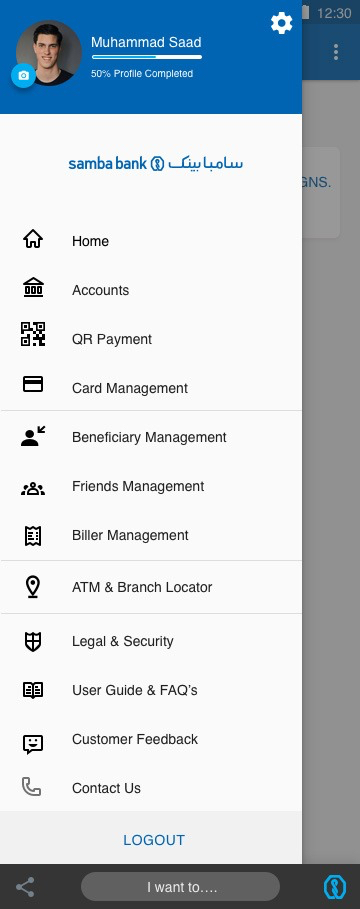 12:30
Muhammad Saad
50% Profile Completed
samba bank سامبا بينك
GNS.
Home
Accounts
QR Payment
Card Management
Beneficiary Management
Friends Management
Biller Management
ATM & Branch Locator
Legal & Security
User Guide & FAQ's
Customer Feedback
Contact Us
LOGOUT
I want to....